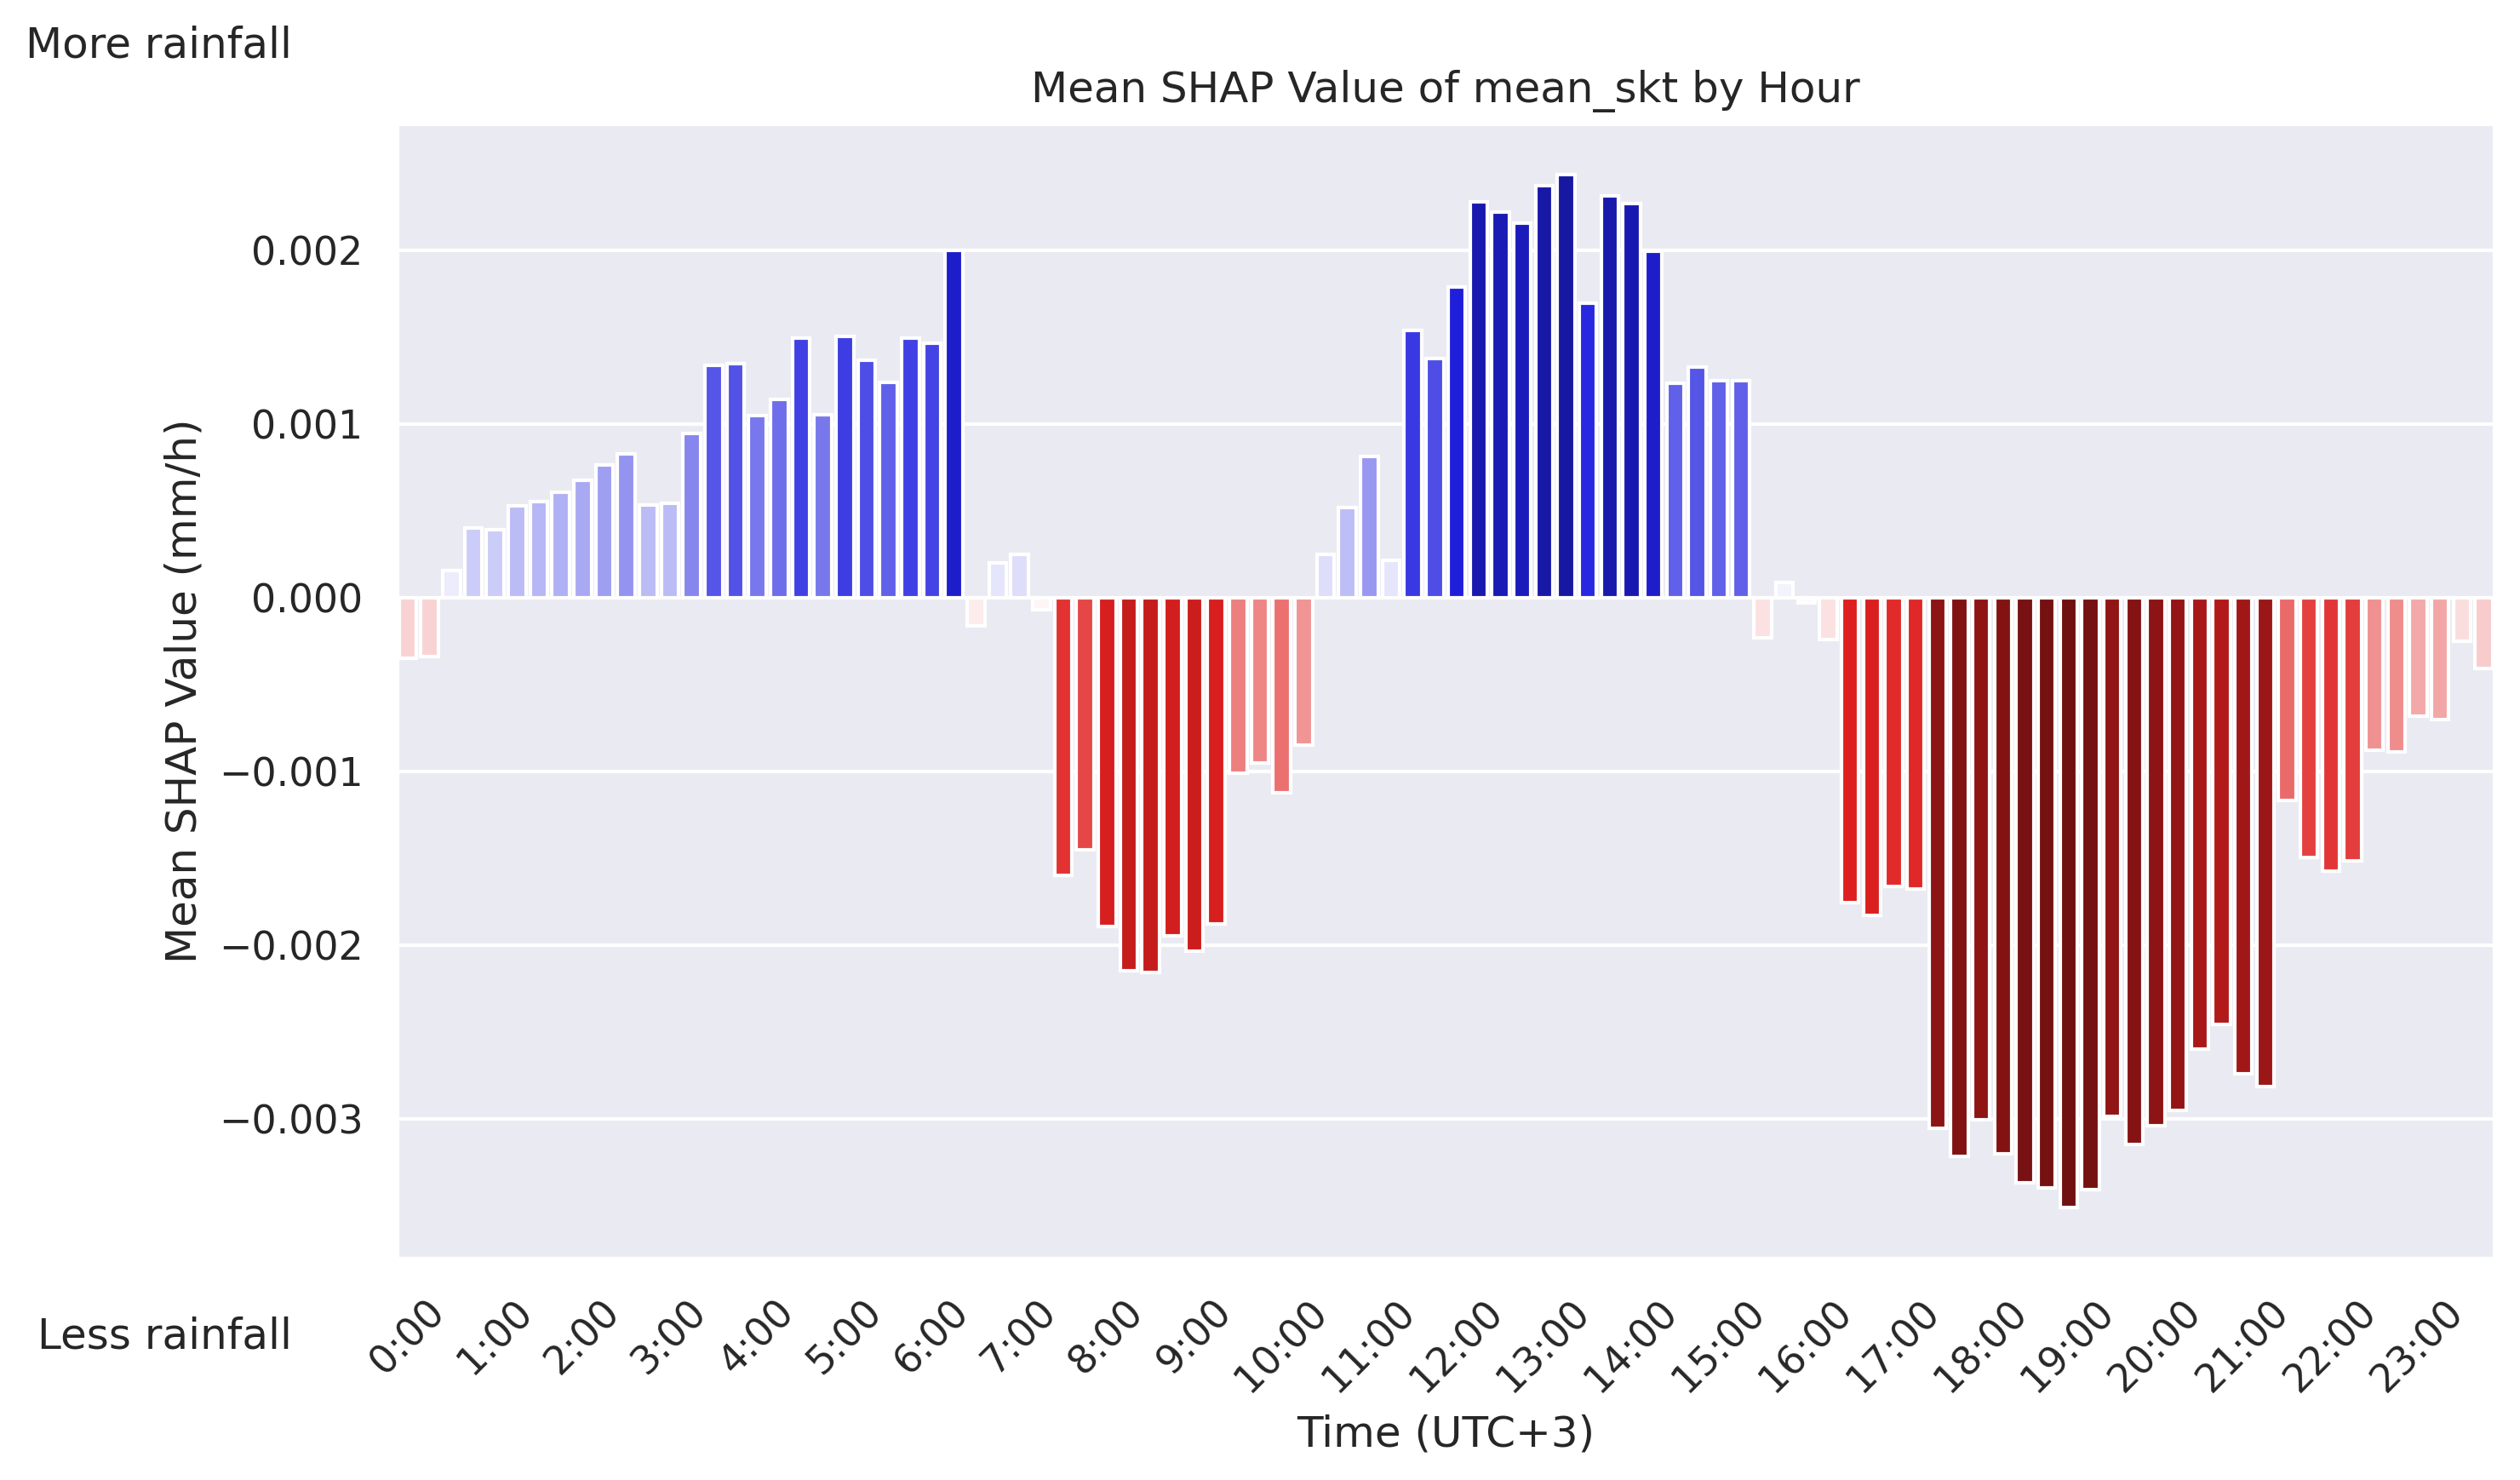 More rainfall
Mean SHAP Value of mean_skt by Hour
Mean SHAP Value (mm/h)
0.002
0.001
0.000
−0.001
−0.002
−0.003
Less rainfall
0:00 1:00 2:00 3:00 4:00 5:00 6:00 7:00 8:00 9:00 10:00 11:00 12:00 13:00 14:00 15:00 16:00 17:00 18:00 19:00 20:00 21:00 22:00 23:00
Time (UTC+3)